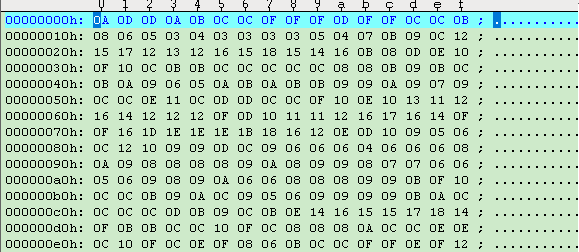 0 1 2 3 4 5 6 7 8 9 a b c d e f
00000000h: 0A 0D 0D 0A 0B 0C 0C 0F 0F 0F 0D 0F 0F 0C 0C 0B ; ..........
00000010h: 08 06 05 03 04 03 03 03 03 05 04 07 0B 09 0C 12 ; ..........
00000020h: 15 17 12 13 12 16 15 18 15 14 16 0B 08 0D 0E 10 ; ..........
00000030h: 0F 10 0C 0B 0B 0C 0C 0C 0C 0C 08 08 0B 09 0B 0C ; ..........
00000040h: 0B 0A 09 06 05 0A 0B 0A 0B 0B 09 09 0A 09 07 09 ; ..........
00000050h: 0C 0C 0E 11 0C 0D 0D 0C 0C 0F 10 0E 10 13 11 12 ; ..........
00000060h: 16 14 12 12 12 0F 0D 10 11 11 12 16 17 16 14 0F ; ..........
00000070h: 0F 16 1D 1E 1E 1E 1B 18 16 12 0E 0D 10 09 05 06 ; ..........
00000080h: 0C 12 10 09 09 0D 0C 09 06 06 06 04 06 06 06 08 ; ..........
00000090h: 0A 09 08 08 08 08 09 0A 08 09 09 08 07 07 06 06 ; ..........
000000a0h: 05 06 09 08 09 0A 06 06 08 08 08 09 09 0B 0F 10 ; ..........
000000b0h: 0C 0C 0B 09 0A 0C 09 05 06 09 09 09 09 0B 0A 0C ; ..........
000000c0h: 0C 0C 0C 0D 0B 09 0C 0B 0E 14 16 15 15 17 18 14 ; ..........
000000d0h: 0F 0B 0B 0C 0C 10 0F 0C 08 08 08 0A 0C 0C 0E 0E ; ..........
000000e0h: 0C 10 0F 0C 0E 0F 08 06 0B 0C 0C 0F 0F 0E 0F 12 ; ..........